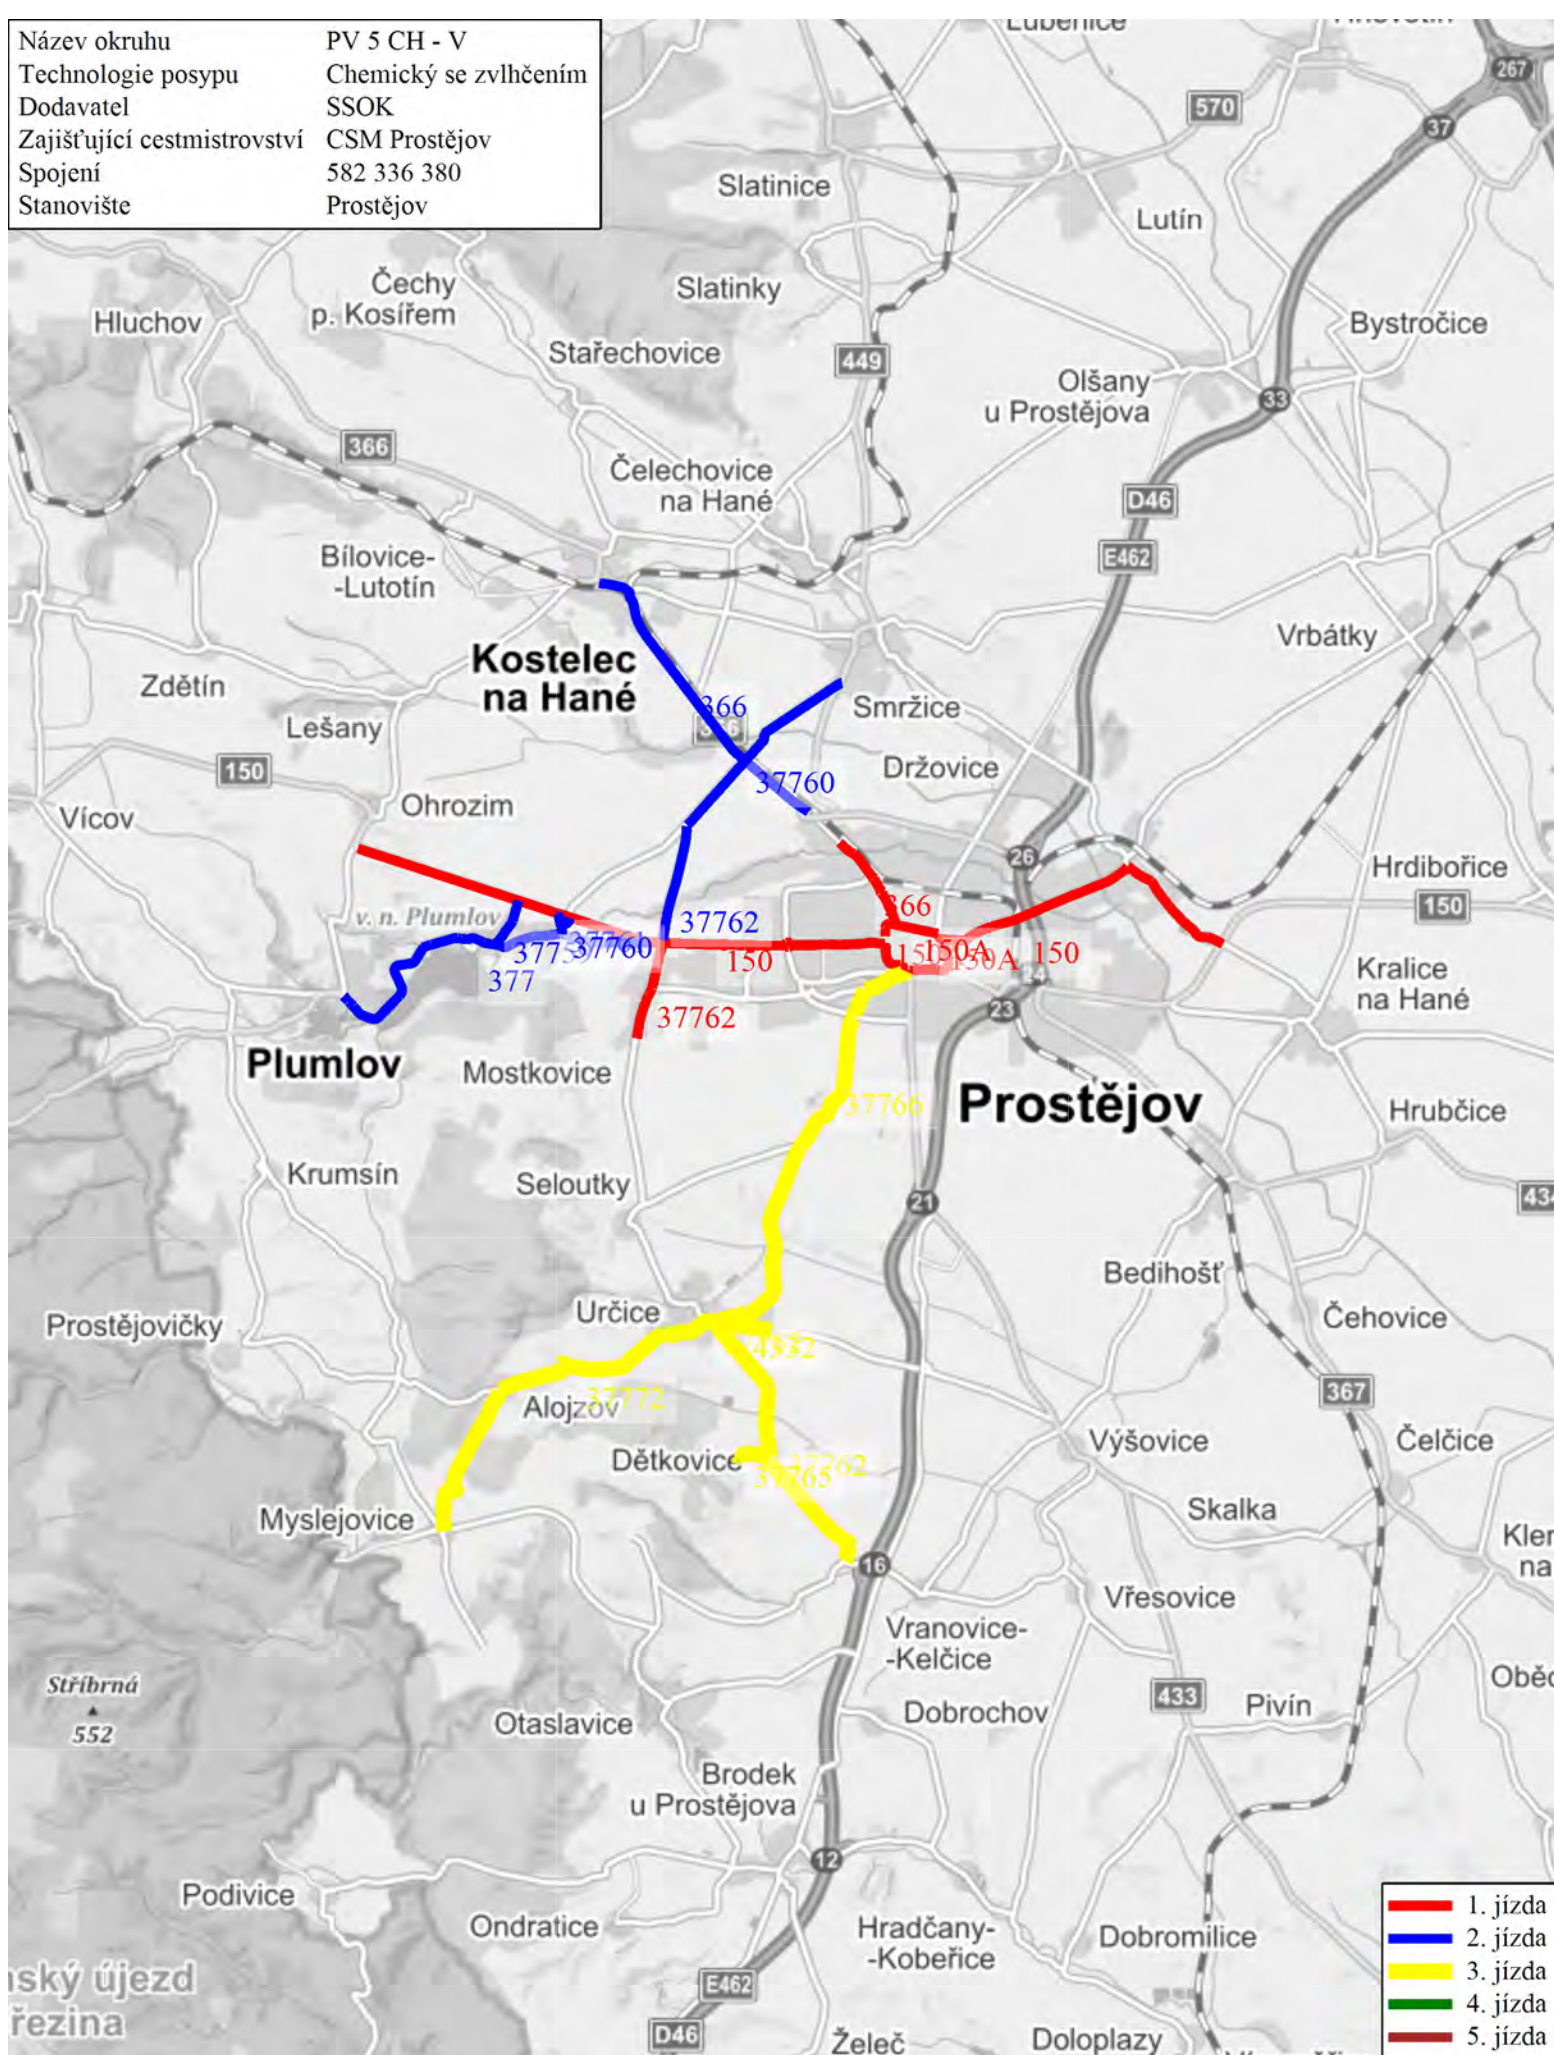 Název okruhu PV 5 CH - V
Technologie posypu Chemický se zvlhčením
Dodavatel SSOK
Zajišťující cestmistrovství CSM Prostějov
Spojení 582 336 380
Stanoviště Prostějov
267
570
37
Slatinice
Lutín
Čechy
p. Kosířem
Slatinky
Hluchov
Bystročice
Stařechovice
449
Olšany
u Prostějova
33
366
Čelechovice
na Hané
D46
E462
Bílovice-
-Lutotín
Vrbátky
Kostelec
na Hané
Zdětín
366
Smržice
Lešany
150
Držovice
37760
Ohrozim
Vícov
26
Hrdibořice
150
v. n. Plumlov
37762
366
150A
150
150
37760
377
Kralice
na Hané
23
37762
Plumlov
Mostkovice
37766
Prostějov
Hrubčice
Krumsín
Seloutky
434
21
Bedihošť
Určice
Čehovice
Prostějovičky
37772
367
Alojzov
Výšovice
Čelčice
Dětkovice
37762
37765
Skalka
Myslejovice
16
Vřesovice
Vranovice-
-Kelčice
Stříbrná
552
433
Pivín
Otaslavice
Dobrochov
Brodek
u Prostějova
12
Podivice
Ondratice
Hradčany-
-Kobeřice
Dobromilice
E462
D46
Želeč
Doloplazy
1. jízda
2. jízda
3. jízda
4. jízda
5. jízda